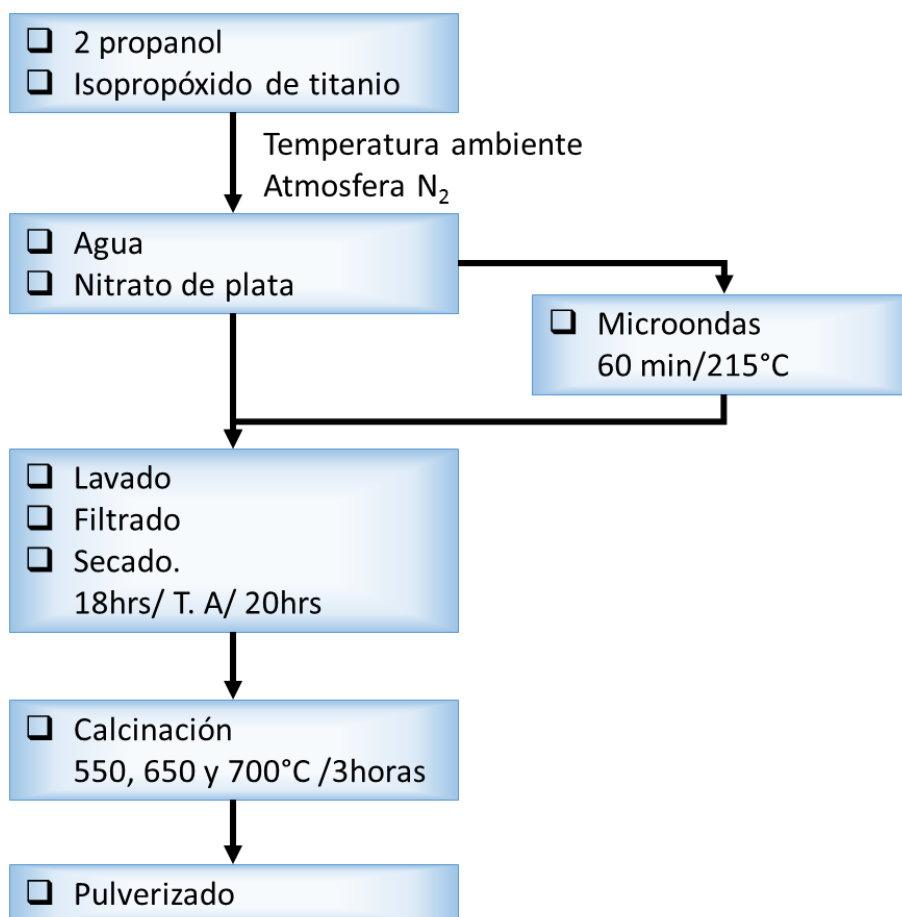 ❑ 2 propanol
❑ Isopropóxido de titanio
Temperatura ambiente
Atmosfera N₂
❑ Agua
❑ Nitrato de plata
❑ Microondas
60 min/215°C
❑ Lavado
❑ Filtrado
❑ Secado.
18hrs/ T. A/ 20hrs
❑ Calcinación
550, 650 y 700°C /3horas
❑ Pulverizado